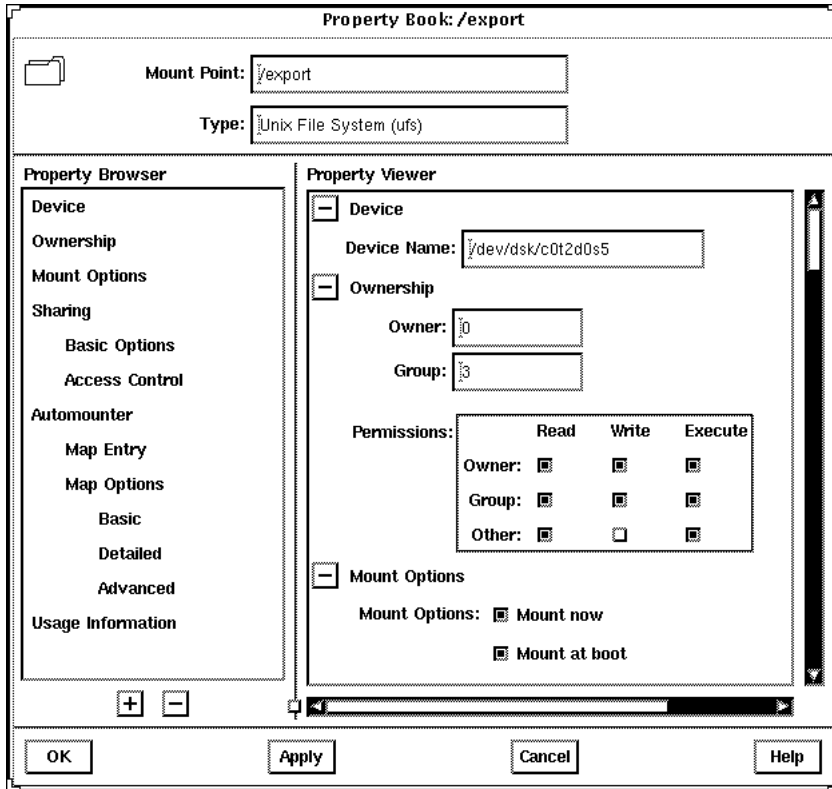 Property Book: /export
Mount Point: /export
Type: Unix File System (ufs)
Property Browser
Device
Ownership
Mount Options
Sharing
Basic Options
Access Control
Automounter
Map Entry
Map Options
Basic
Detailed
Advanced
Usage Information
Property Viewer
Device
Device Name: /dev/dsk/c0t2d0s5
Ownership
Owner: 0
Group: 3
Permissions: Read Write Execute
Owner:
Group:
Other:
Mount Options
Mount Options: Mount now
Mount at boot
OK Apply Cancel Help